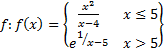 f: f(x) = { x²/(x−4)   x ≤ 5
e^1/x−5   x > 5